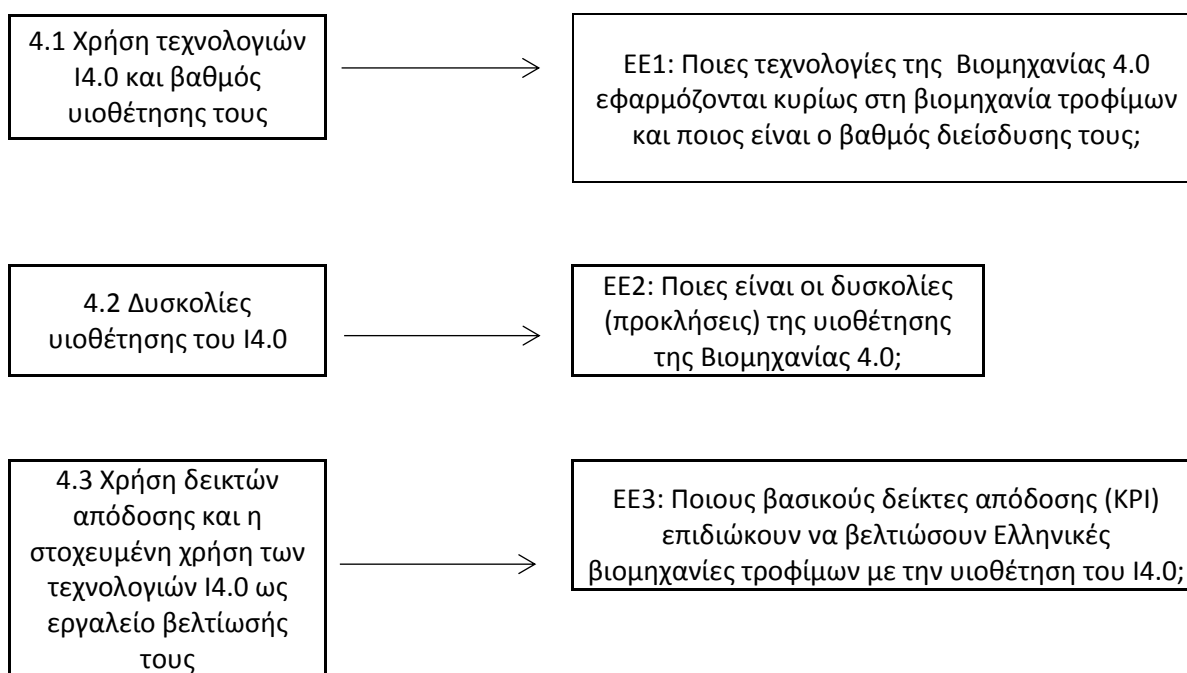 4.1 Χρήση τεχνολογιών
Ι4.0 και βαθμός
υιοθέτησης τους
ΕΕ1: Ποιες τεχνολογίες της Βιομηχανίας 4.0
εφαρμόζονται κυρίως στη βιομηχανία τροφίμων
και ποιος είναι ο βαθμός διείσδυσης τους;
4.2 Δυσκολίες
υιοθέτησης του Ι4.0
ΕΕ2: Ποιες είναι οι δυσκολίες
(προκλήσεις) της υιοθέτησης
της Βιομηχανίας 4.0;
4.3 Χρήση δεικτών
απόδοσης και η
στοχευμένη χρήση των
τεχνολογιών Ι4.0 ως
εργαλείο βελτίωσής
τους
ΕΕ3: Ποιους βασικούς δείκτες απόδοσης (KPI)
επιδιώκουν να βελτιώσουν Ελληνικές
βιομηχανίες τροφίμων με την υιοθέτηση του Ι4.0;